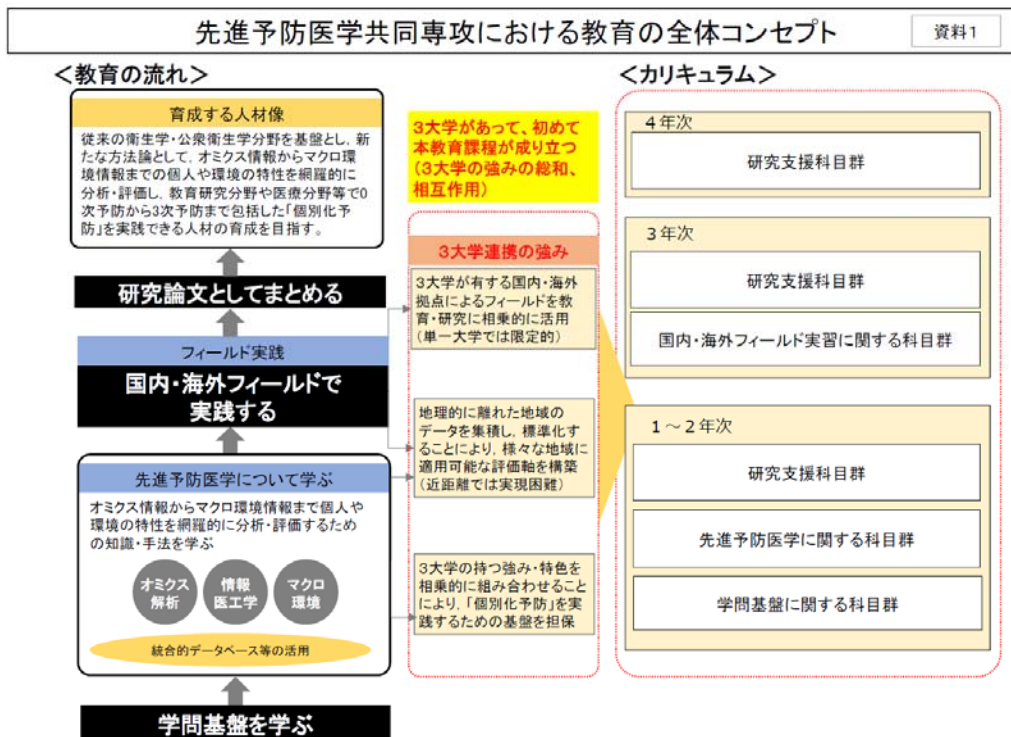 先進予防医学共同専攻における教育の全体コンセプト
資料1
＜教育の流れ＞
育成する人材像
従来の衛生学・公衆衛生学分野を基盤とし、新
たな方法論として，オミクス情報からマクロ環
境情報までの個人や環境の特性を網羅的に
分析・評価し，教育研究分野や医療分野等で0
次予防から3次予防まで包括した「個別化予
防」を実践できる人材の育成を目指す。
研究論文としてまとめる
フィールド実践
国内・海外フィールドで
実践する
先進予防医学について学ぶ
オミクス情報からマクロ環境情報まで個人や
環境の特性を網羅的に分析・評価するため
の知識・手法を学ぶ
オミクス
解析
情報
医工学
マクロ
環境
統合的データベース等の活用
学問基盤を学ぶ
3大学があって、初めて
本教育課程が成り立つ
（3大学の強みの総和、
相互作用）
3大学連携の強み
3大学が有する国内・海外
拠点によるフィールドを教
育・研究に相乗的に活用
（単一大学では限定的）
地理的に離れた地域の
データを集積し，標準化す
ることにより，様々な地域に
適用可能な評価軸を構築
（近距離では実現困難）
3大学の持つ強み・特色を
相乗的に組み合わせること
により，「個別化予防」を実
践するための基盤を担保
＜カリキュラム＞
４年次
研究支援科目群
３年次
研究支援科目群
国内・海外フィールド実習に関する科目群
１～２年次
研究支援科目群
先進予防医学に関する科目群
学問基盤に関する科目群